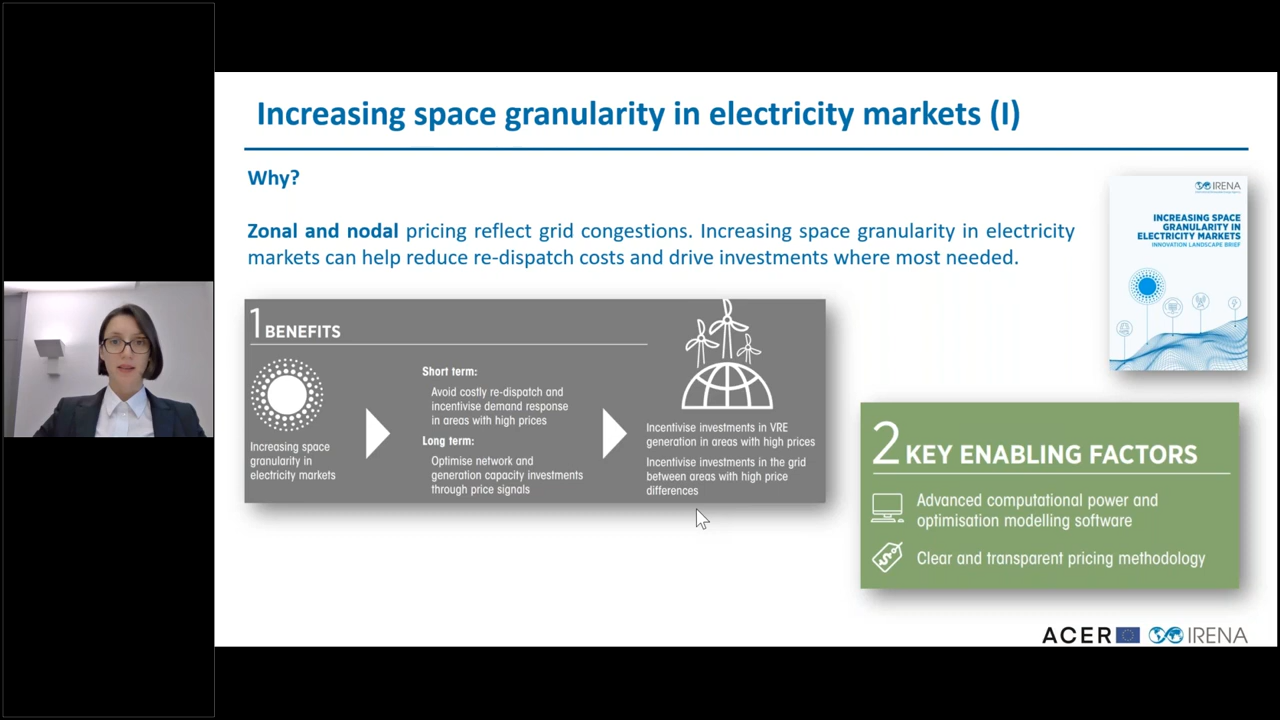 Increasing space granularity in electricity markets (I)
Why?
Zonal and nodal pricing reflect grid congestions. Increasing space granularity in electricity
markets can help reduce re-dispatch costs and drive investments where most needed.
1 BENEFITS
Increasing space
granularity in
electricity markets
Short term:
Avoid costly re-dispatch and
incentivise demand response
in areas with high prices
Long term:
Optimise network and
generation capacity investments
through price signals
Incentivise investments in VRE
generation in areas with high prices
Incentivise investments in the grid
between areas with high price
differences
IRENA
INCREASING SPACE
GRANULARITY IN
ELECTRICITY MARKETS
INNOVATION LANDSCAPE BRIEF
2 KEY ENABLING FACTORS
Advanced computational power and
optimisation modelling software
Clear and transparent pricing methodology
ACER IRENA